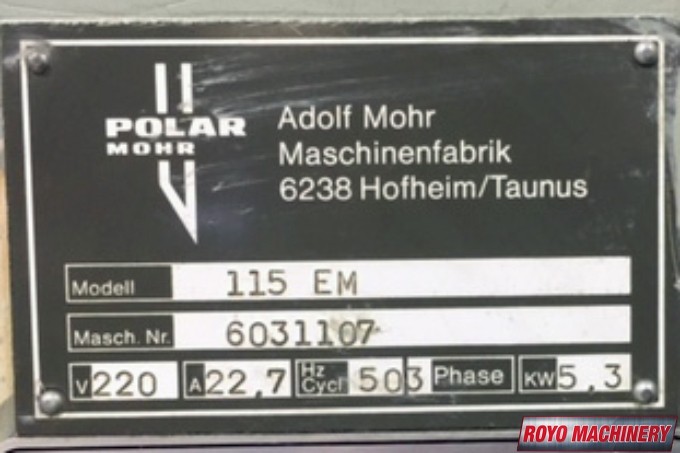 POLAR
MOHR
Adolf Mohr
Maschinenfabrik
6238 Hofheim/Taunus
Modell 115 EM
Masch. Nr. 6031107
V 220 A 22,7 Hz Cycl 50 3 Phase KW 5,3
ROYO MACHINERY